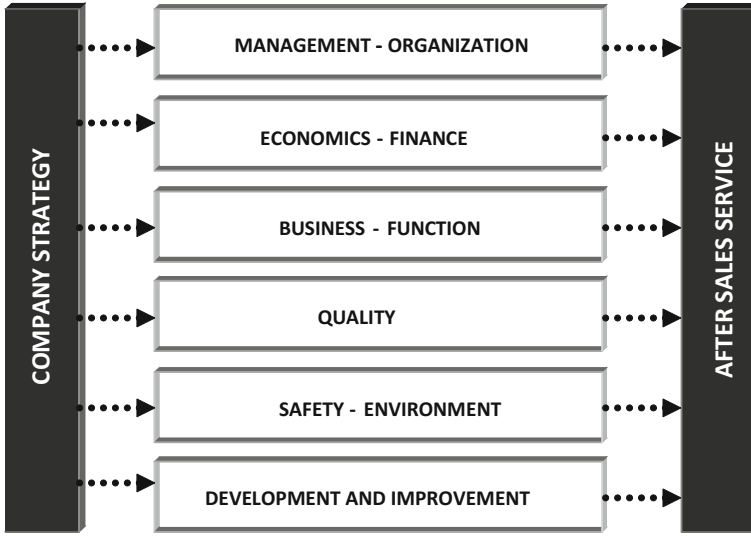 COMPANY STRATEGY
MANAGEMENT - ORGANIZATION
ECONOMICS - FINANCE
BUSINESS - FUNCTION
QUALITY
SAFETY - ENVIRONMENT
DEVELOPMENT AND IMPROVEMENT
AFTER SALES SERVICE